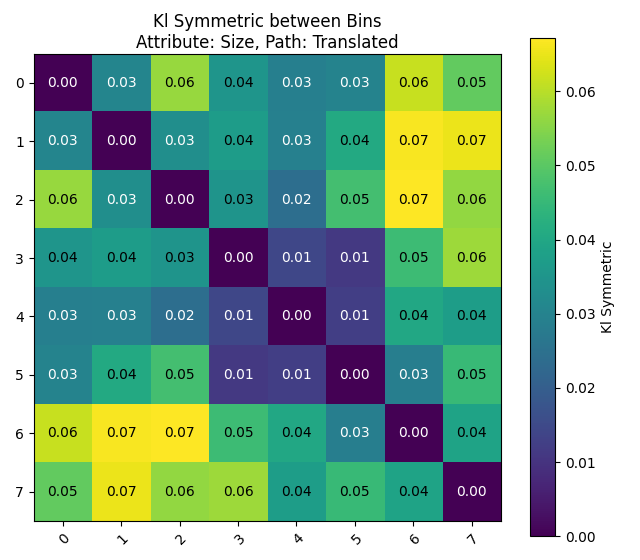 Kl Symmetric between Bins
Attribute: Size, Path: Translated
0 0.00 0.03 0.06 0.04 0.03 0.03 0.06 0.05
1 0.03 0.00 0.03 0.04 0.03 0.04 0.07 0.07
2 0.06 0.03 0.00 0.03 0.02 0.05 0.07 0.06
3 0.04 0.04 0.03 0.00 0.01 0.01 0.05 0.06
4 0.03 0.03 0.02 0.01 0.00 0.01 0.04 0.04
5 0.03 0.04 0.05 0.01 0.01 0.00 0.03 0.05
6 0.06 0.07 0.07 0.05 0.04 0.03 0.00 0.04
7 0.05 0.07 0.06 0.06 0.04 0.05 0.04 0.00
0 1 2 3 4 5 6 7
0.06
0.05
0.04
0.03
0.02
0.01
0.00
Kl Symmetric